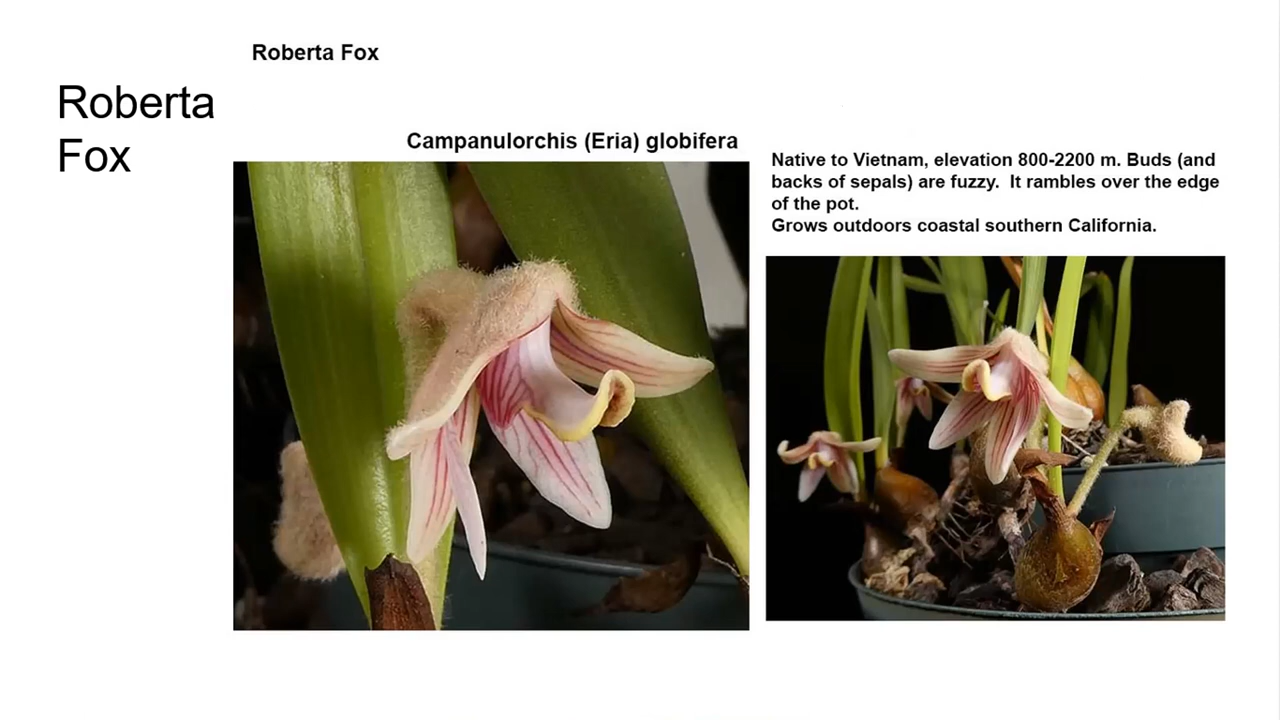 Roberta Fox
Roberta
Fox
Campanulorchis (Eria) globifera
Native to Vietnam, elevation 800-2200 m. Buds (and
backs of sepals) are fuzzy.  It rambles over the edge
of the pot.
Grows outdoors coastal southern California.